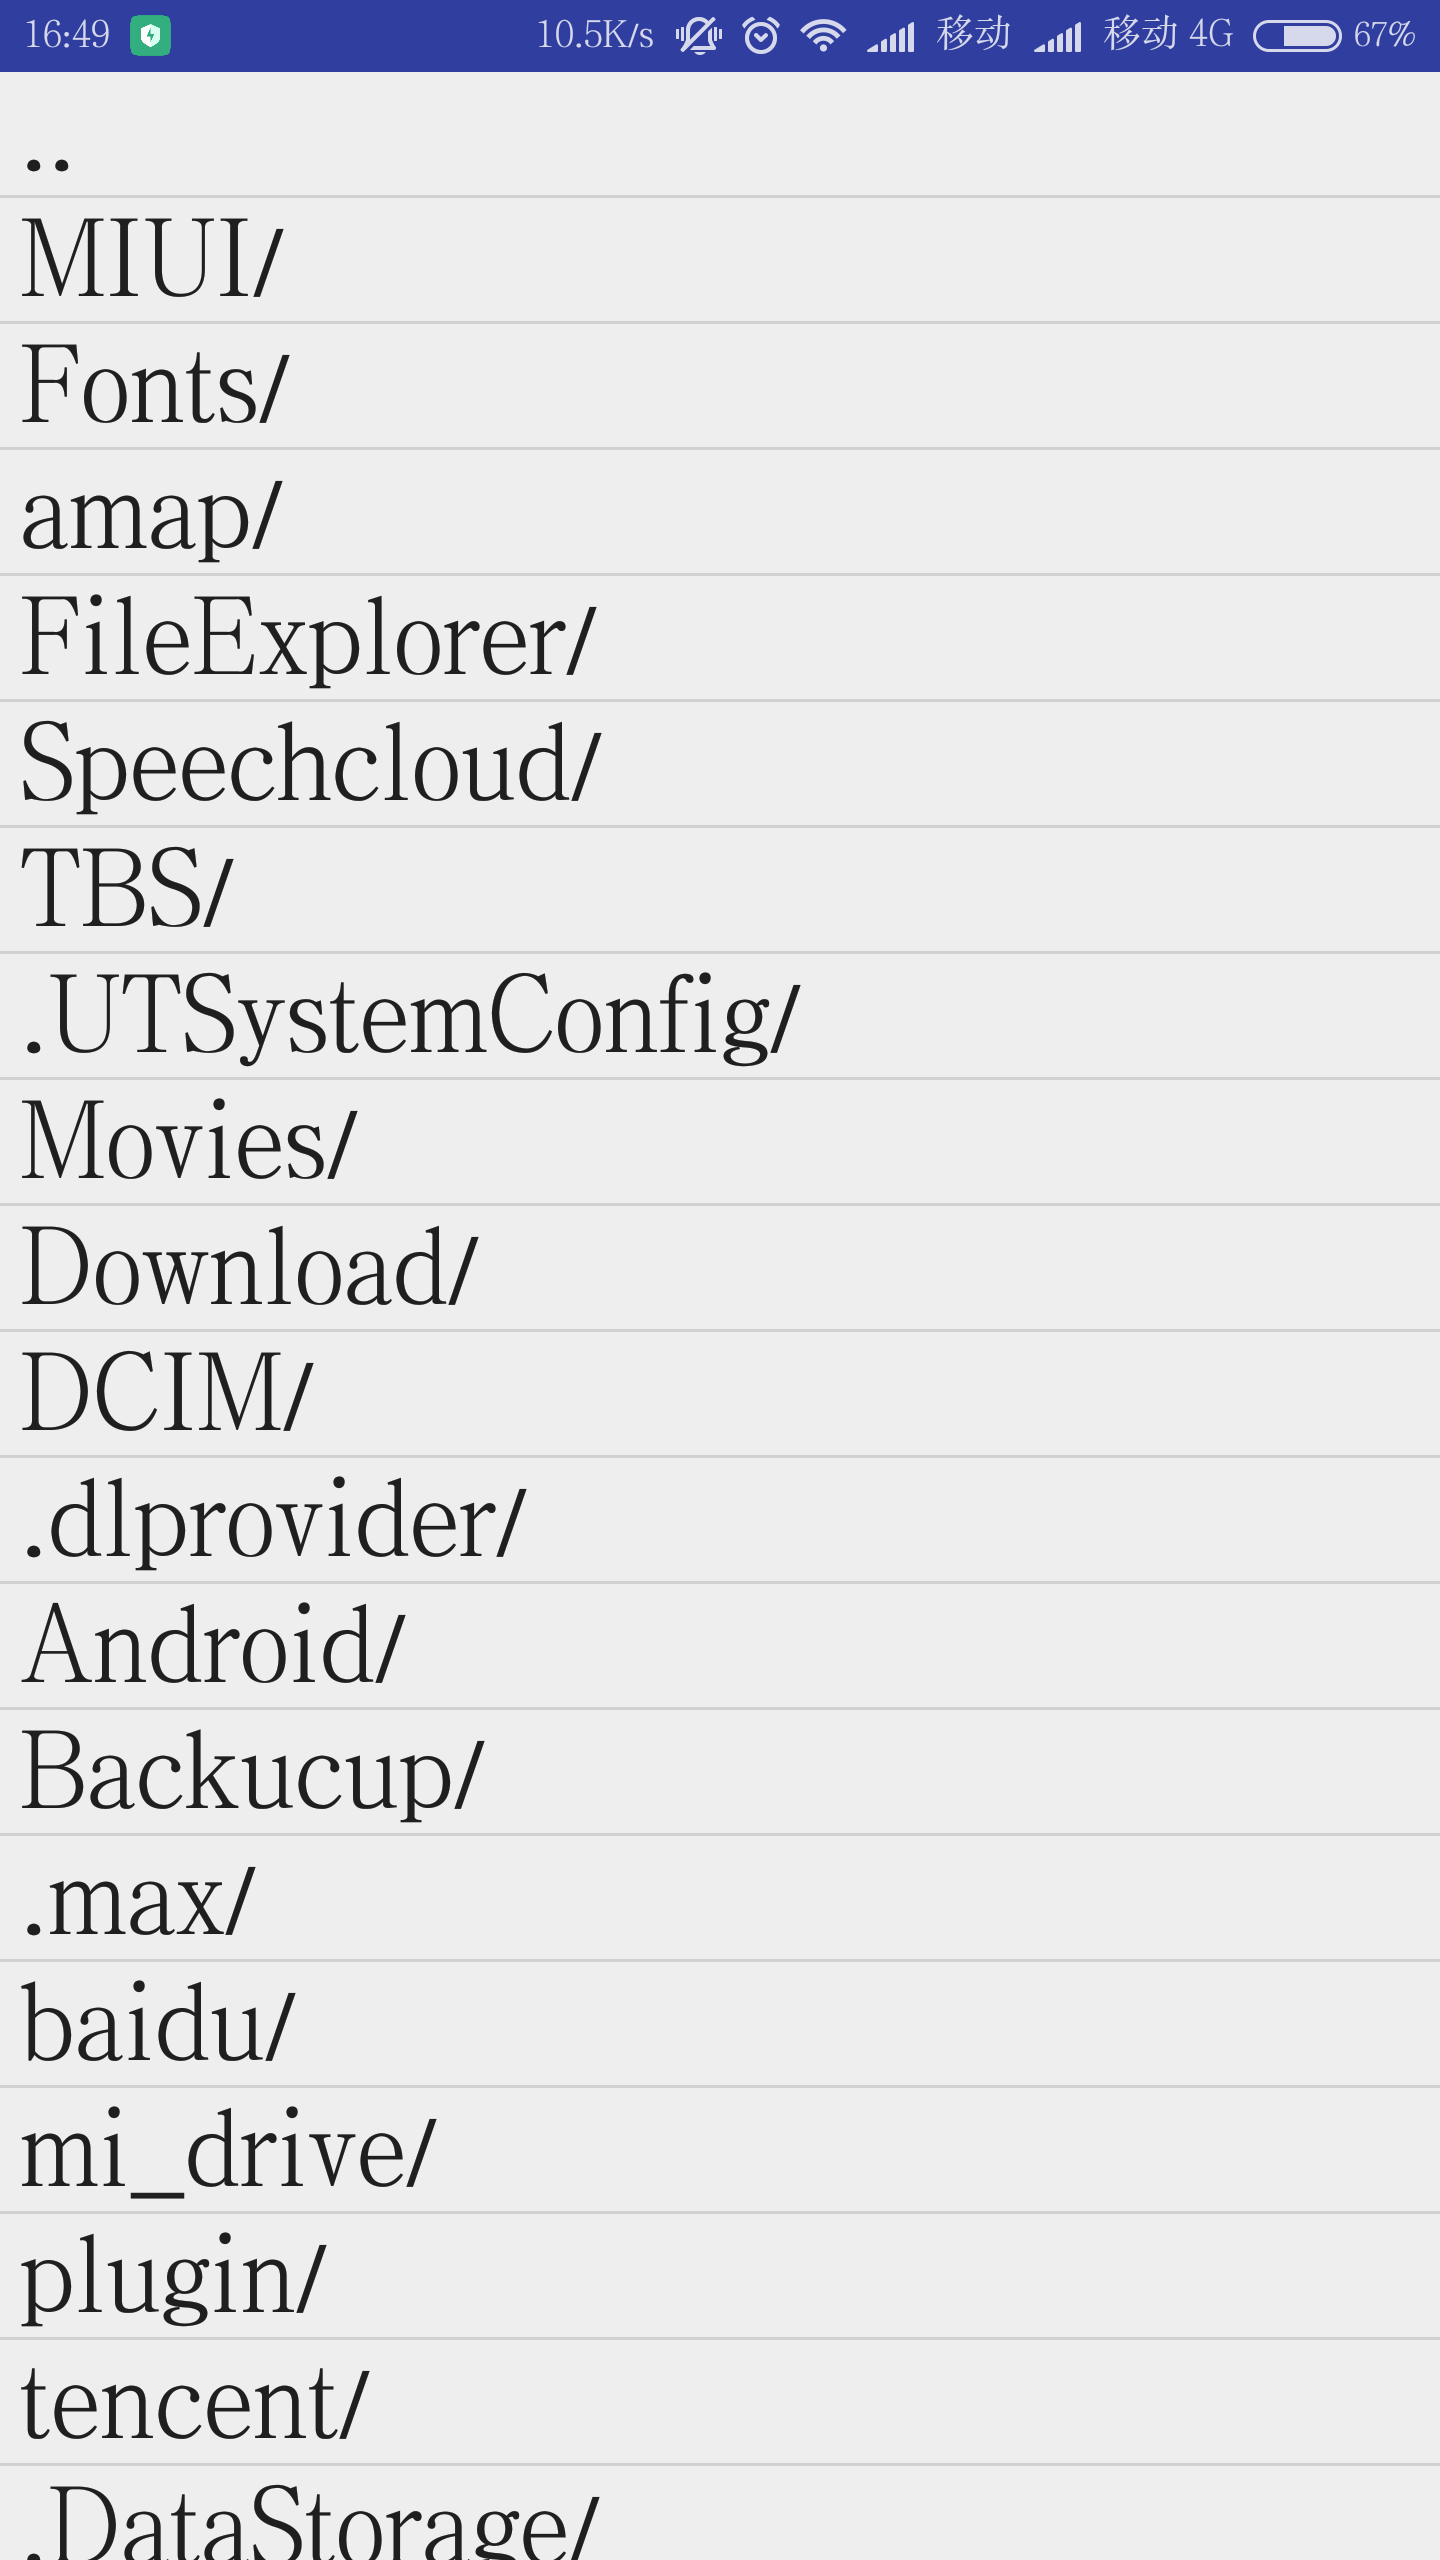 16:49 10.5K/s 移动 移动 4G 67%
..
MIUI/
Fonts/
amap/
FileExplorer/
Speechcloud/
TBS/
.UTSystemConfig/
Movies/
Download/
DCIM/
.dlprovider/
Android/
Backucup/
.max/
baidu/
mi_drive/
plugin/
tencent/
.DataStorage/